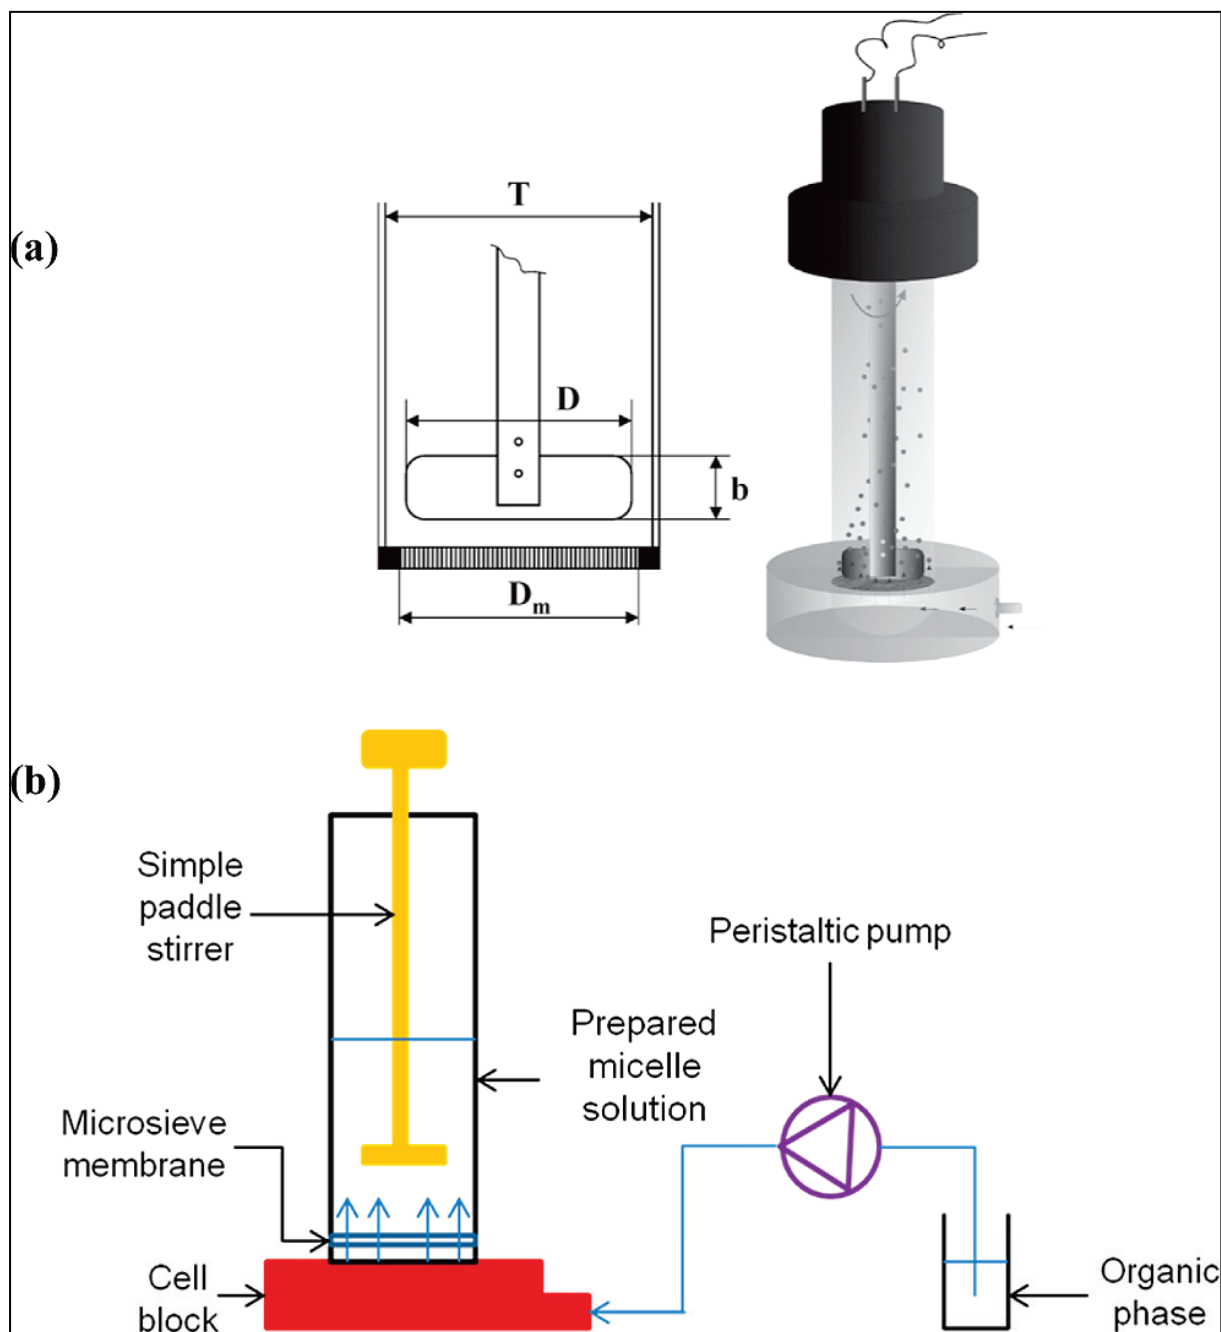 (a)
T
D
b
Dm
(b)
Simple
paddle
stirrer
Peristaltic pump
Prepared
micelle
solution
Microsieve
membrane
Cell
block
Organic
phase